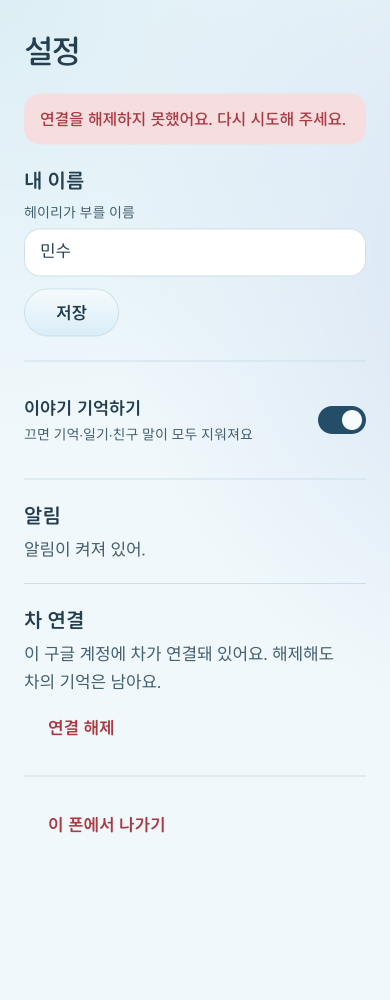 설정
연결을 해제하지 못했어요. 다시 시도해 주세요.
내 이름
헤이리가 부를 이름
민수
저장
이야기 기억하기
끄면 기억·일기·친구 말이 모두 지워져요
알림
알림이 켜져 있어.
차 연결
이 구글 계정에 차가 연결돼 있어요. 해제해도
차의 기억은 남아요.
연결 해제
이 폰에서 나가기